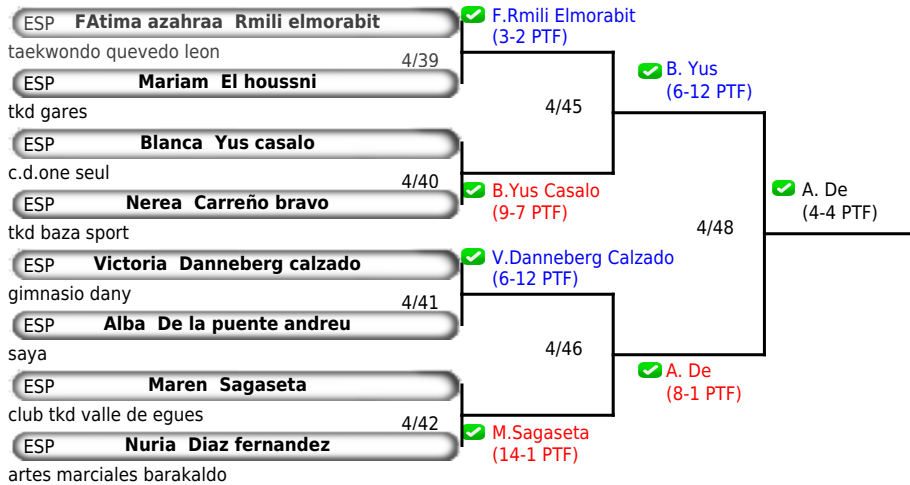 ESP FAtima azahraa Rmili elmorabit
taekwondo quevedo leon
4/39
ESP Mariam El houssni
tkd gares
ESP Blanca Yus casalo
c.d.one seul
4/40
ESP Nerea Carreño bravo
tkd baza sport
ESP Victoria Danneberg calzado
gimnasio dany
4/41
ESP Alba De la puente andreu
saya
ESP Maren Sagaseta
club tkd valle de egues
4/42
ESP Nuria Diaz fernandez
artes marciales barakaldo
F.Rmili Elmorabit
(3-2 PTF)
4/45
B.Yus Casalo
(9-7 PTF)
V.Danneberg Calzado
(6-12 PTF)
4/46
M.Sagaseta
(14-1 PTF)
B. Yus
(6-12 PTF)
4/48
A. De
(8-1 PTF)
A. De
(4-4 PTF)